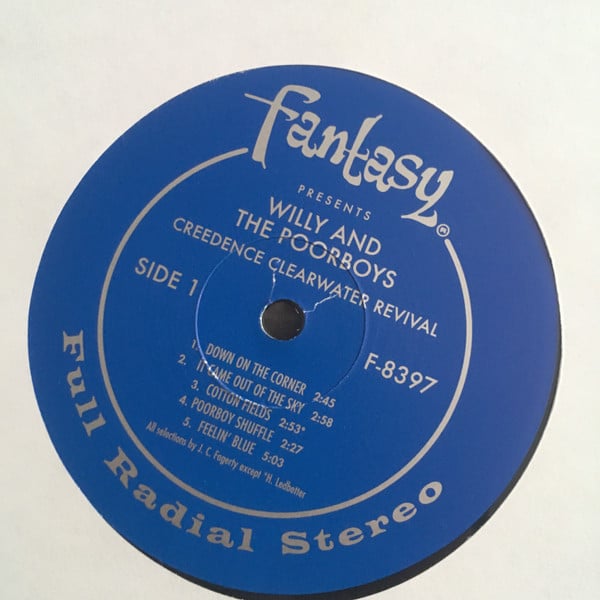 fantasy®
PRESENTS
WILLY AND
THE POORBOYS
CREEDENCE CLEARWATER REVIVAL
SIDE 1
F-8397
1. DOWN ON THE CORNER 2:45
2. IT CAME OUT OF THE SKY 2:58
3. COTTON FIELDS 2:53*
4. POORBOY SHUFFLE 2:27
5. FEELIN' BLUE 5:03
All selections by J. C. Fogerty except *H. Ledbetter
Full Radial Stereo